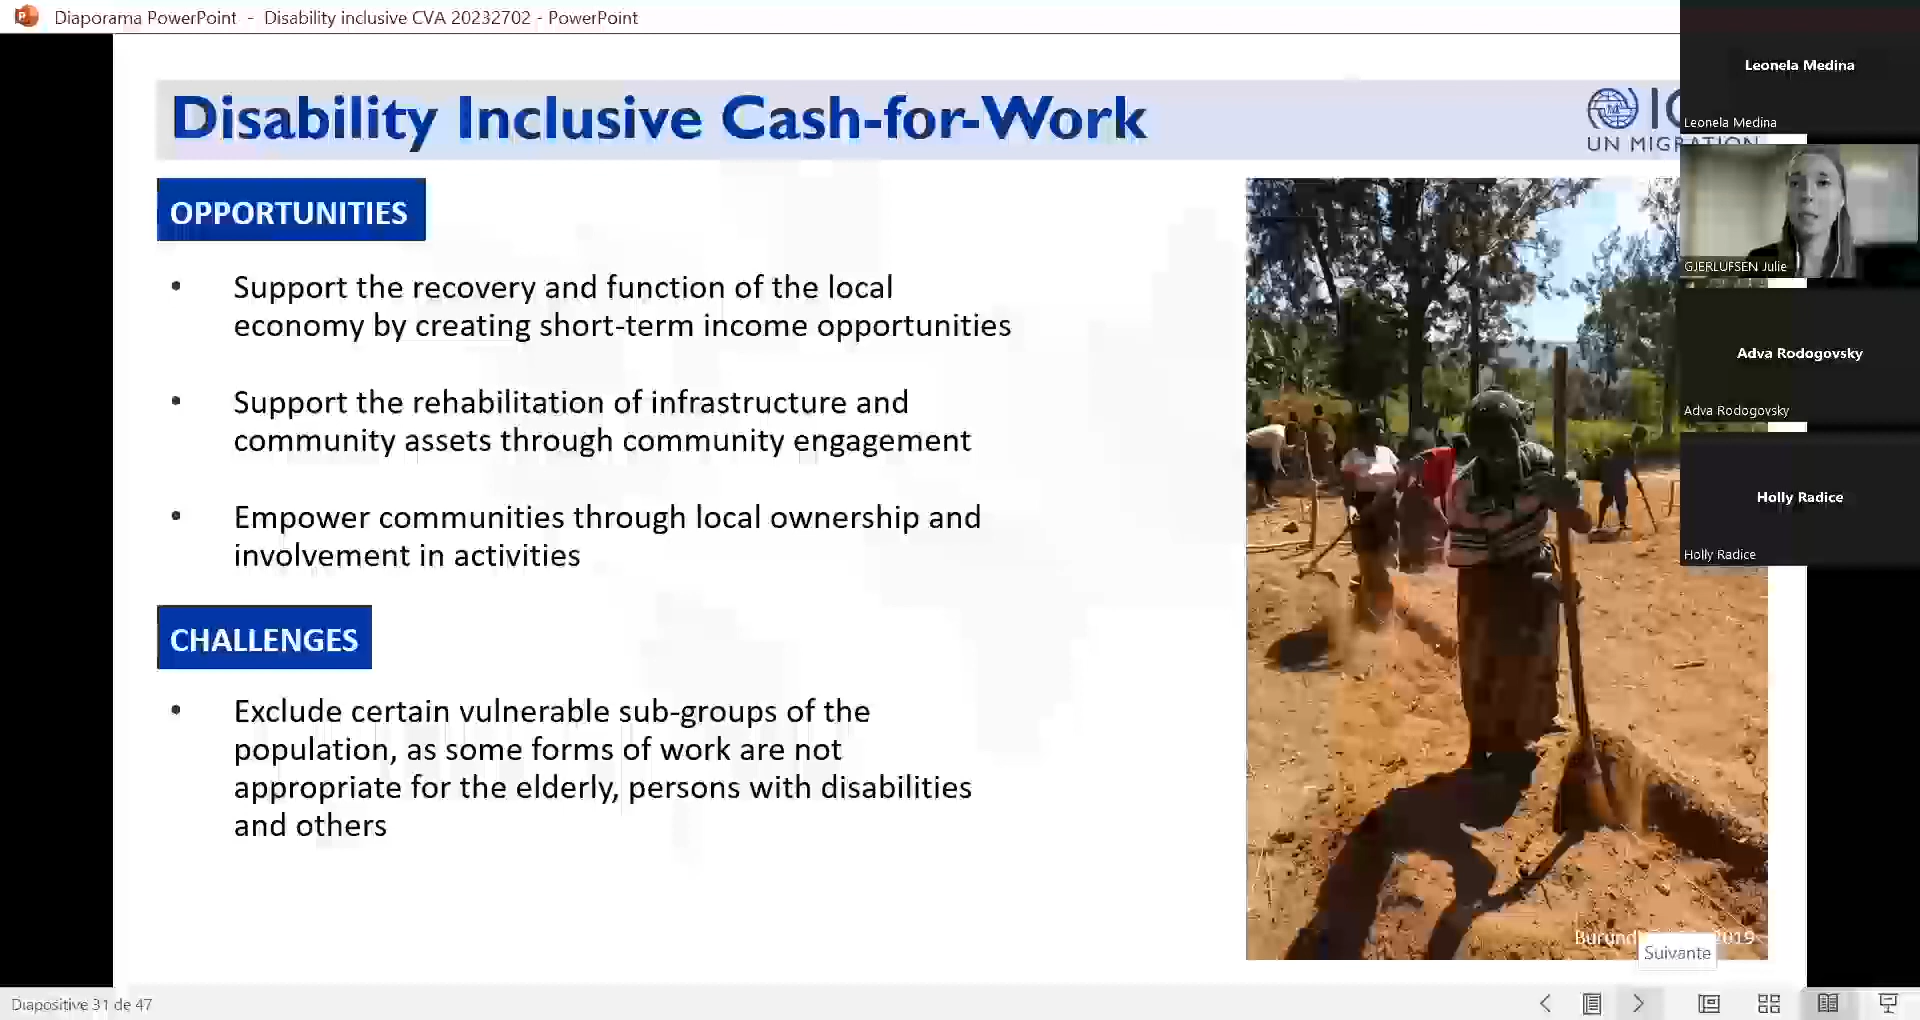 Diaporama PowerPoint - Disability inclusive CVA 20232702 - PowerPoint
Disability Inclusive Cash-for-Work
UN MIGRATION
OPPORTUNITIES
• Support the recovery and function of the local
economy by creating short-term income opportunities
• Support the rehabilitation of infrastructure and
community assets through community engagement
• Empower communities through local ownership and
involvement in activities
CHALLENGES
• Exclude certain vulnerable sub-groups of the
population, as some forms of work are not
appropriate for the elderly, persons with disabilities
and others
Leonela Medina
Leonela Medina
GJERLUFSEN Julie
Adva Rodogovsky
Adva Rodogovsky
Holly Radice
Holly Radice
2019
Suivante
Diapositive 31 de 47